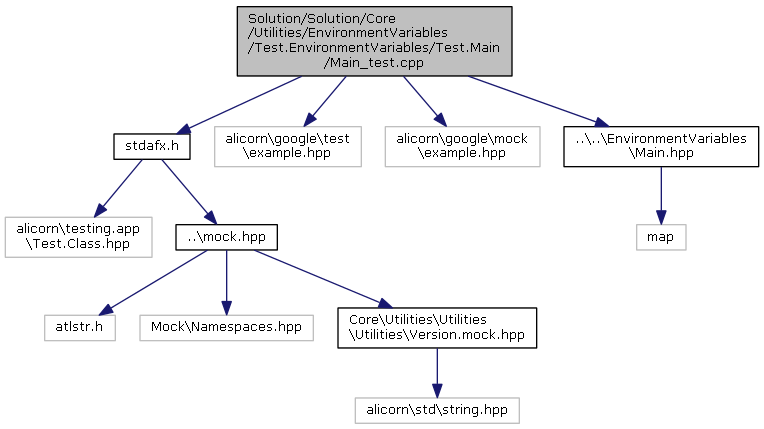 Solution/Solution/Core
/Utilities/EnvironmentVariables
/Test.EnvironmentVariables/Test.Main
/Main_test.cpp
stdafx.h
alicorn\google\test
\example.hpp
alicorn\google\mock
\example.hpp
..\..\EnvironmentVariables
\Main.hpp
alicorn\testing.app
\Test.Class.hpp
..\mock.hpp
map
atlstr.h
Mock\Namespaces.hpp
Core\Utilities\Utilities
\Utilities\Version.mock.hpp
alicorn\std\string.hpp